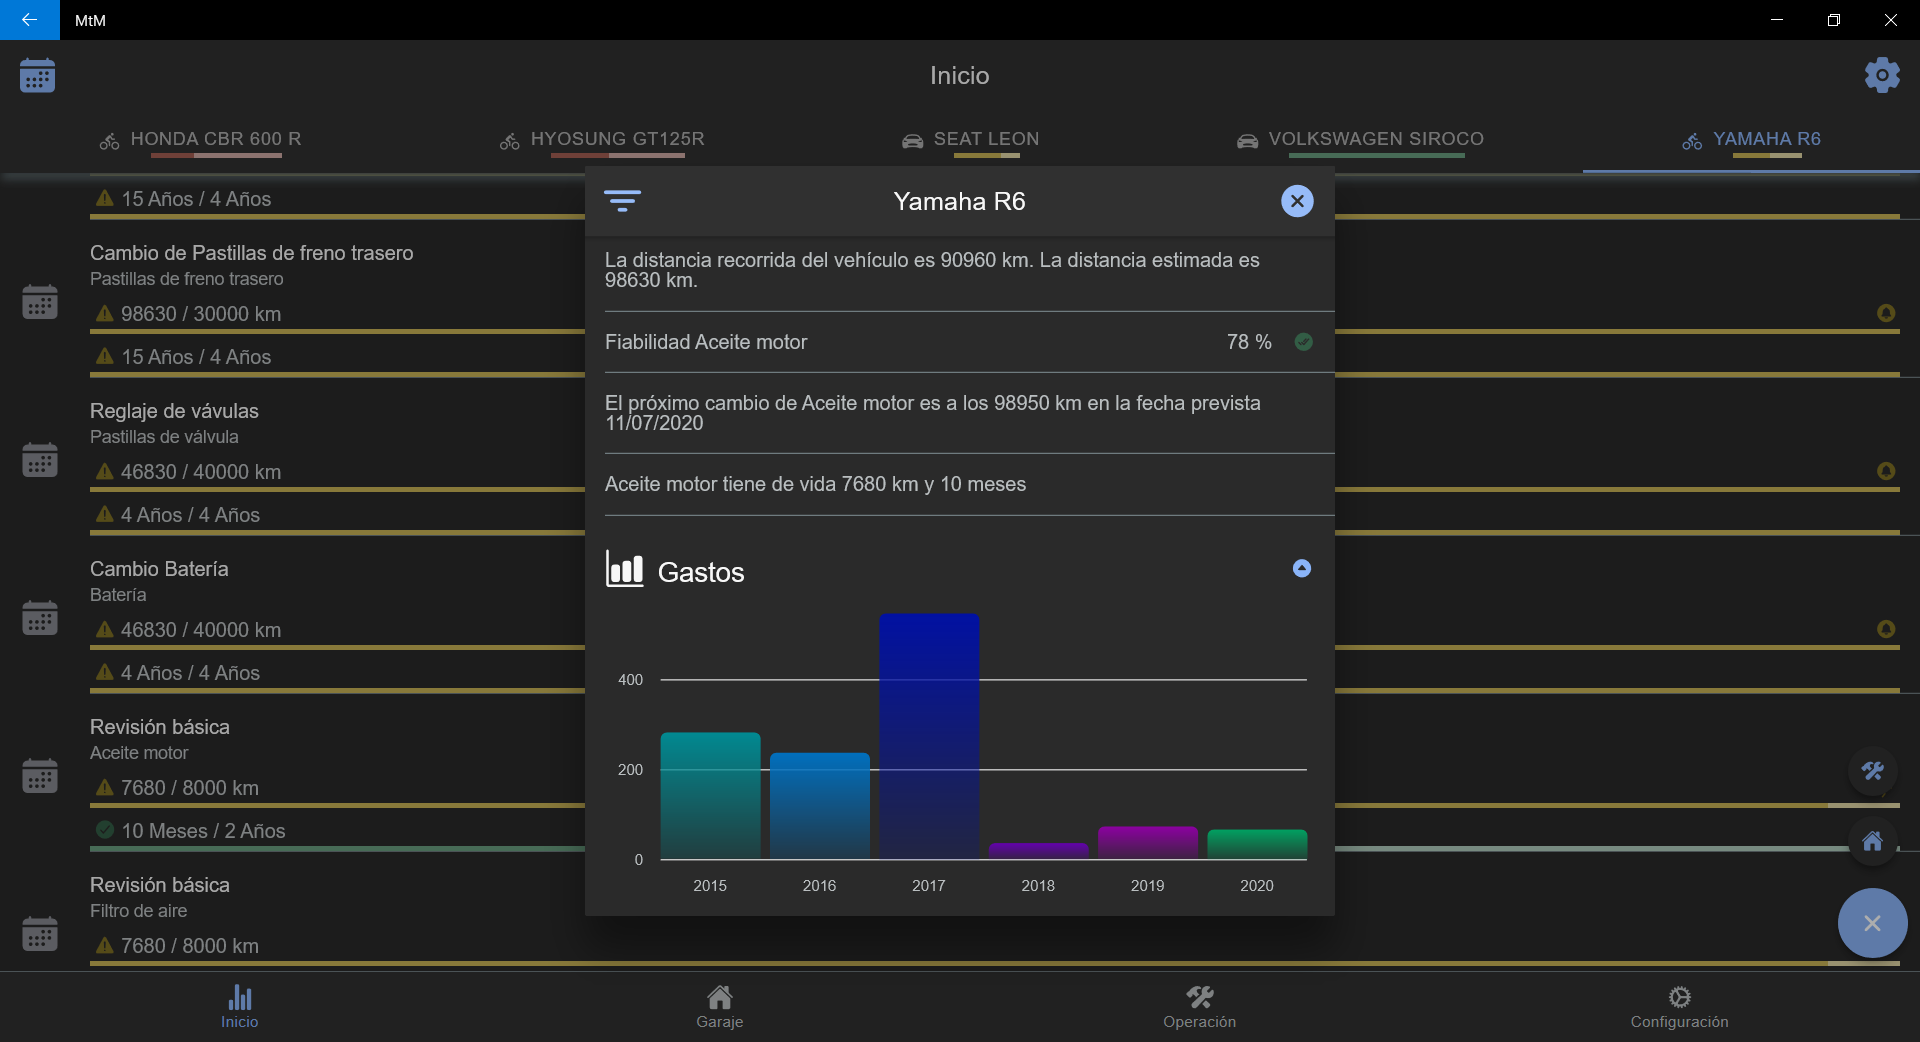 MtM
Inicio
HONDA CBR 600 R
HYOSUNG GT125R
SEAT LEON
VOLKSWAGEN SIROCO
YAMAHA R6
15 Años / 4 Años
Cambio de Pastillas de freno trasero
Pastillas de freno trasero
98630 / 30000 km
15 Años / 4 Años
Reglaje de vávulas
Pastillas de válvula
46830 / 40000 km
4 Años / 4 Años
Cambio Batería
Batería
46830 / 40000 km
4 Años / 4 Años
Revisión básica
Aceite motor
7680 / 8000 km
10 Meses / 2 Años
Revisión básica
Filtro de aire
7680 / 8000 km
Yamaha R6
La distancia recorrida del vehículo es 90960 km. La distancia estimada es
98630 km.
Fiabilidad Aceite motor 78 %
El próximo cambio de Aceite motor es a los 98950 km en la fecha prevista
11/07/2020
Aceite motor tiene de vida 7680 km y 10 meses
Gastos
400
200
0
2015 2016 2017 2018 2019 2020
Inicio
Garaje
Operación
Configuración